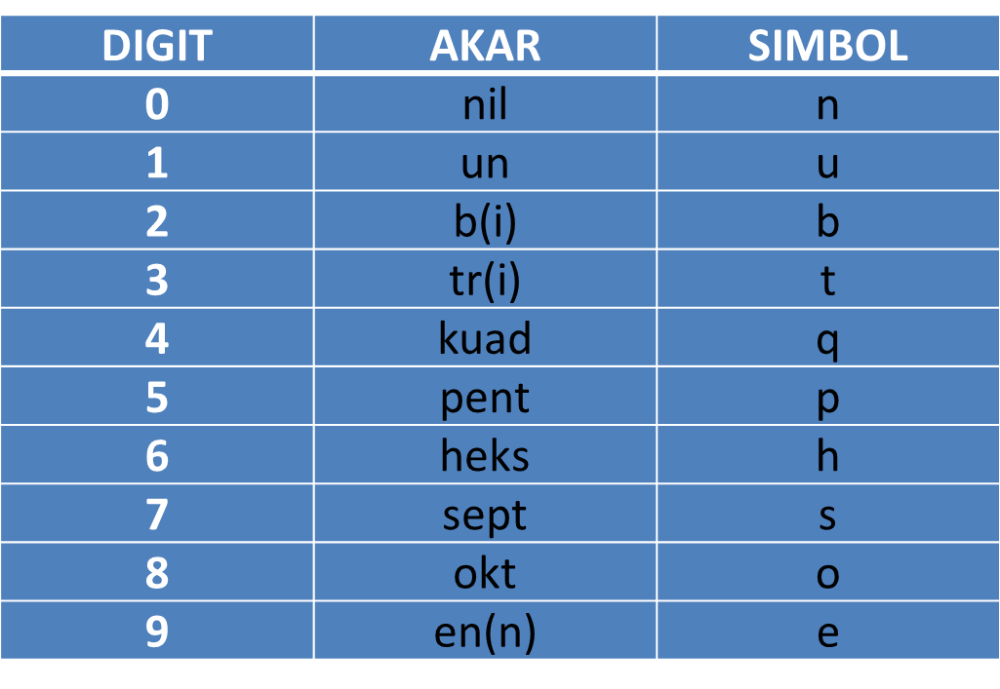 DIGIT AKAR SIMBOL
0 nil n
1 un u
2 b(i) b
3 tr(i) t
4 kuad q
5 pent p
6 heks h
7 sept s
8 okt o
9 en(n) e